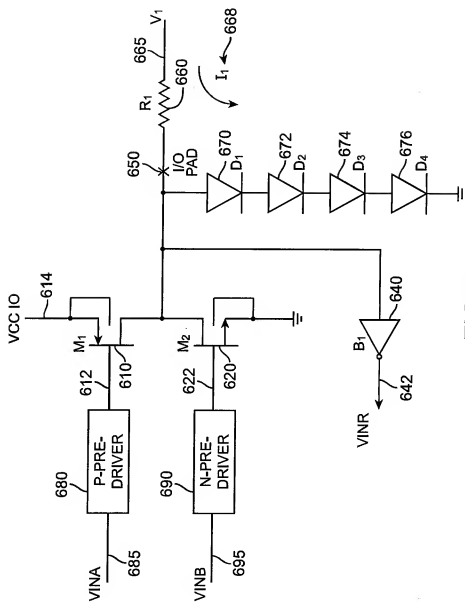 VCC IO
614
680
M1
612
610
P-PRE-
DRIVER
VINA
685
650
I/O
PAD
R1
660
665
V1
I1
668
690
M2
622
620
N-PRE-
DRIVER
VINB
695
670
D1
672
D2
674
D3
676
D4
B1
640
642
VINR